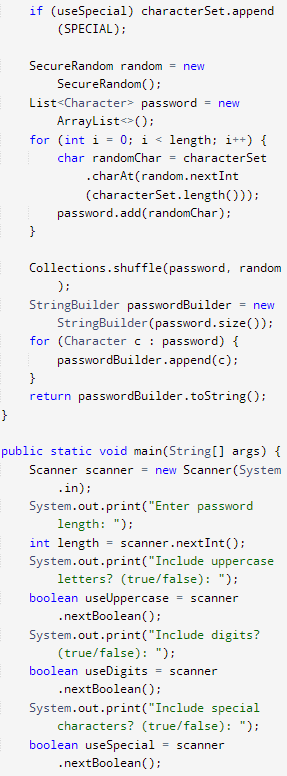 if (useSpecial) characterSet.append
(SPECIAL);
SecureRandom random = new
SecureRandom();
List<Character> password = new
ArrayList<>();
for (int i = 0; i < length; i++) {
char randomChar = characterSet
.charAt(random.nextInt
(characterSet.length()));
password.add(randomChar);
}
Collections.shuffle(password, random
);
StringBuilder passwordBuilder = new
StringBuilder(password.size());
for (Character c : password) {
passwordBuilder.append(c);
}
return passwordBuilder.toString();
}
public static void main(String[] args) {
Scanner scanner = new Scanner(System
.in);
System.out.print("Enter password
length: ");
int length = scanner.nextInt();
System.out.print("Include uppercase
letters? (true/false): ");
boolean useUppercase = scanner
.nextBoolean();
System.out.print("Include digits?
(true/false): ");
boolean useDigits = scanner
.nextBoolean();
System.out.print("Include special
characters? (true/false): ");
boolean useSpecial = scanner
.nextBoolean();